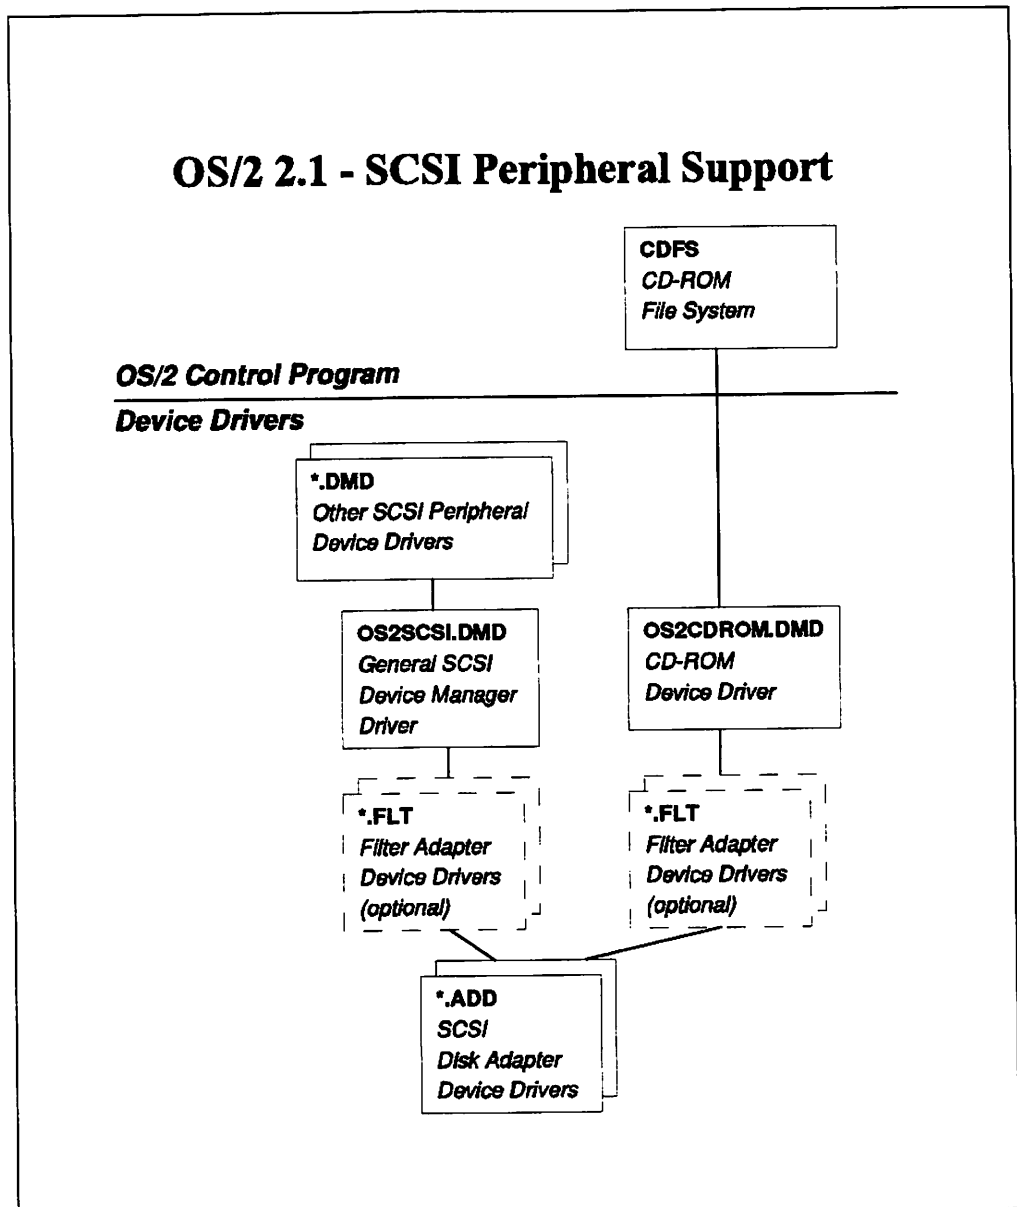 OS/2 2.1 - SCSI Peripheral Support
CDFS
CD-ROM
File System
OS/2 Control Program
Device Drivers
*.DMD
Other SCSI Peripheral
Device Drivers
OS2SCSI.DMD
General SCSI
Device Manager
Driver
OS2CDROM.DMD
CD-ROM
Device Driver
*.FLT
Filter Adapter
Device Drivers
(optional)
*.FLT
Filter Adapter
Device Drivers
(optional)
*.ADD
SCSI
Disk Adapter
Device Drivers